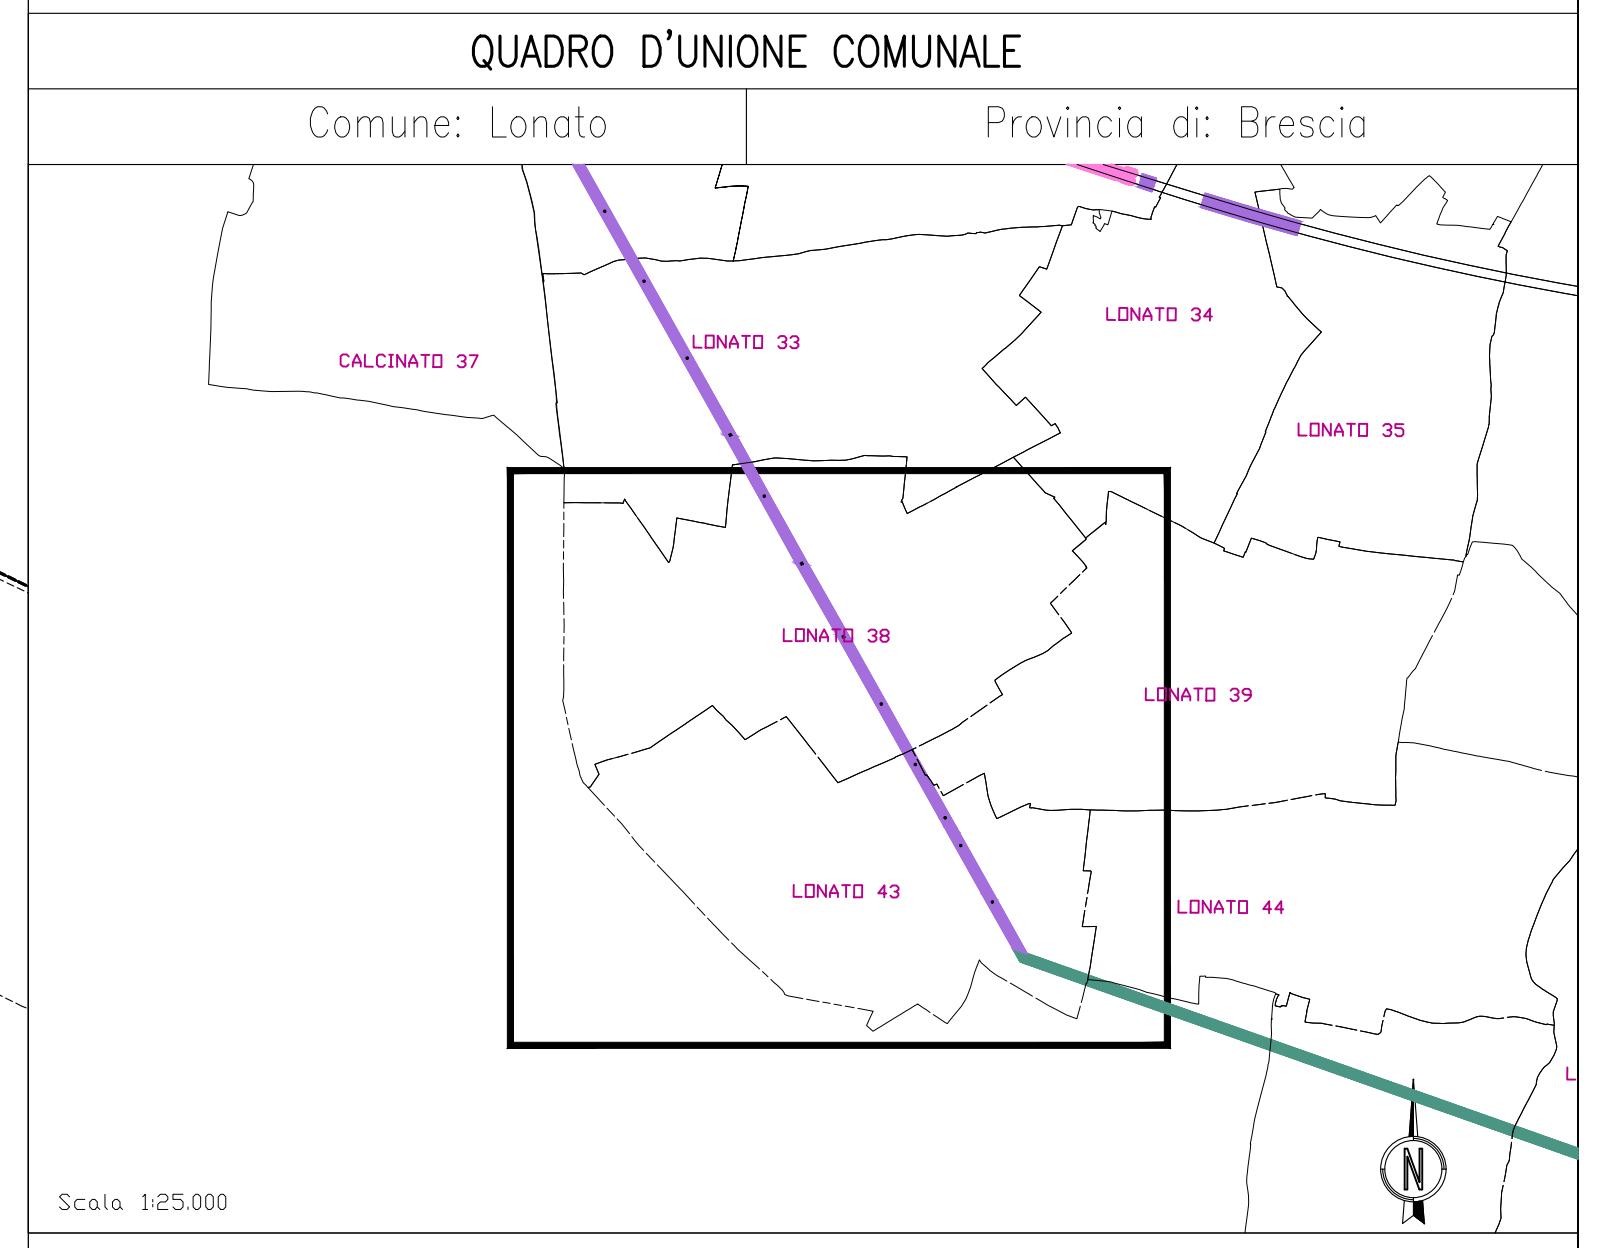 QUADRO D'UNIONE COMUNALE
Comune: Lonato
Provincia di: Brescia
LONATO 34
LONATO 33
CALCINATO 37
LONATO 35
LONATO 38
LONATO 39
LONATO 43
LONATO 44
L
N
Scala 1:25.000